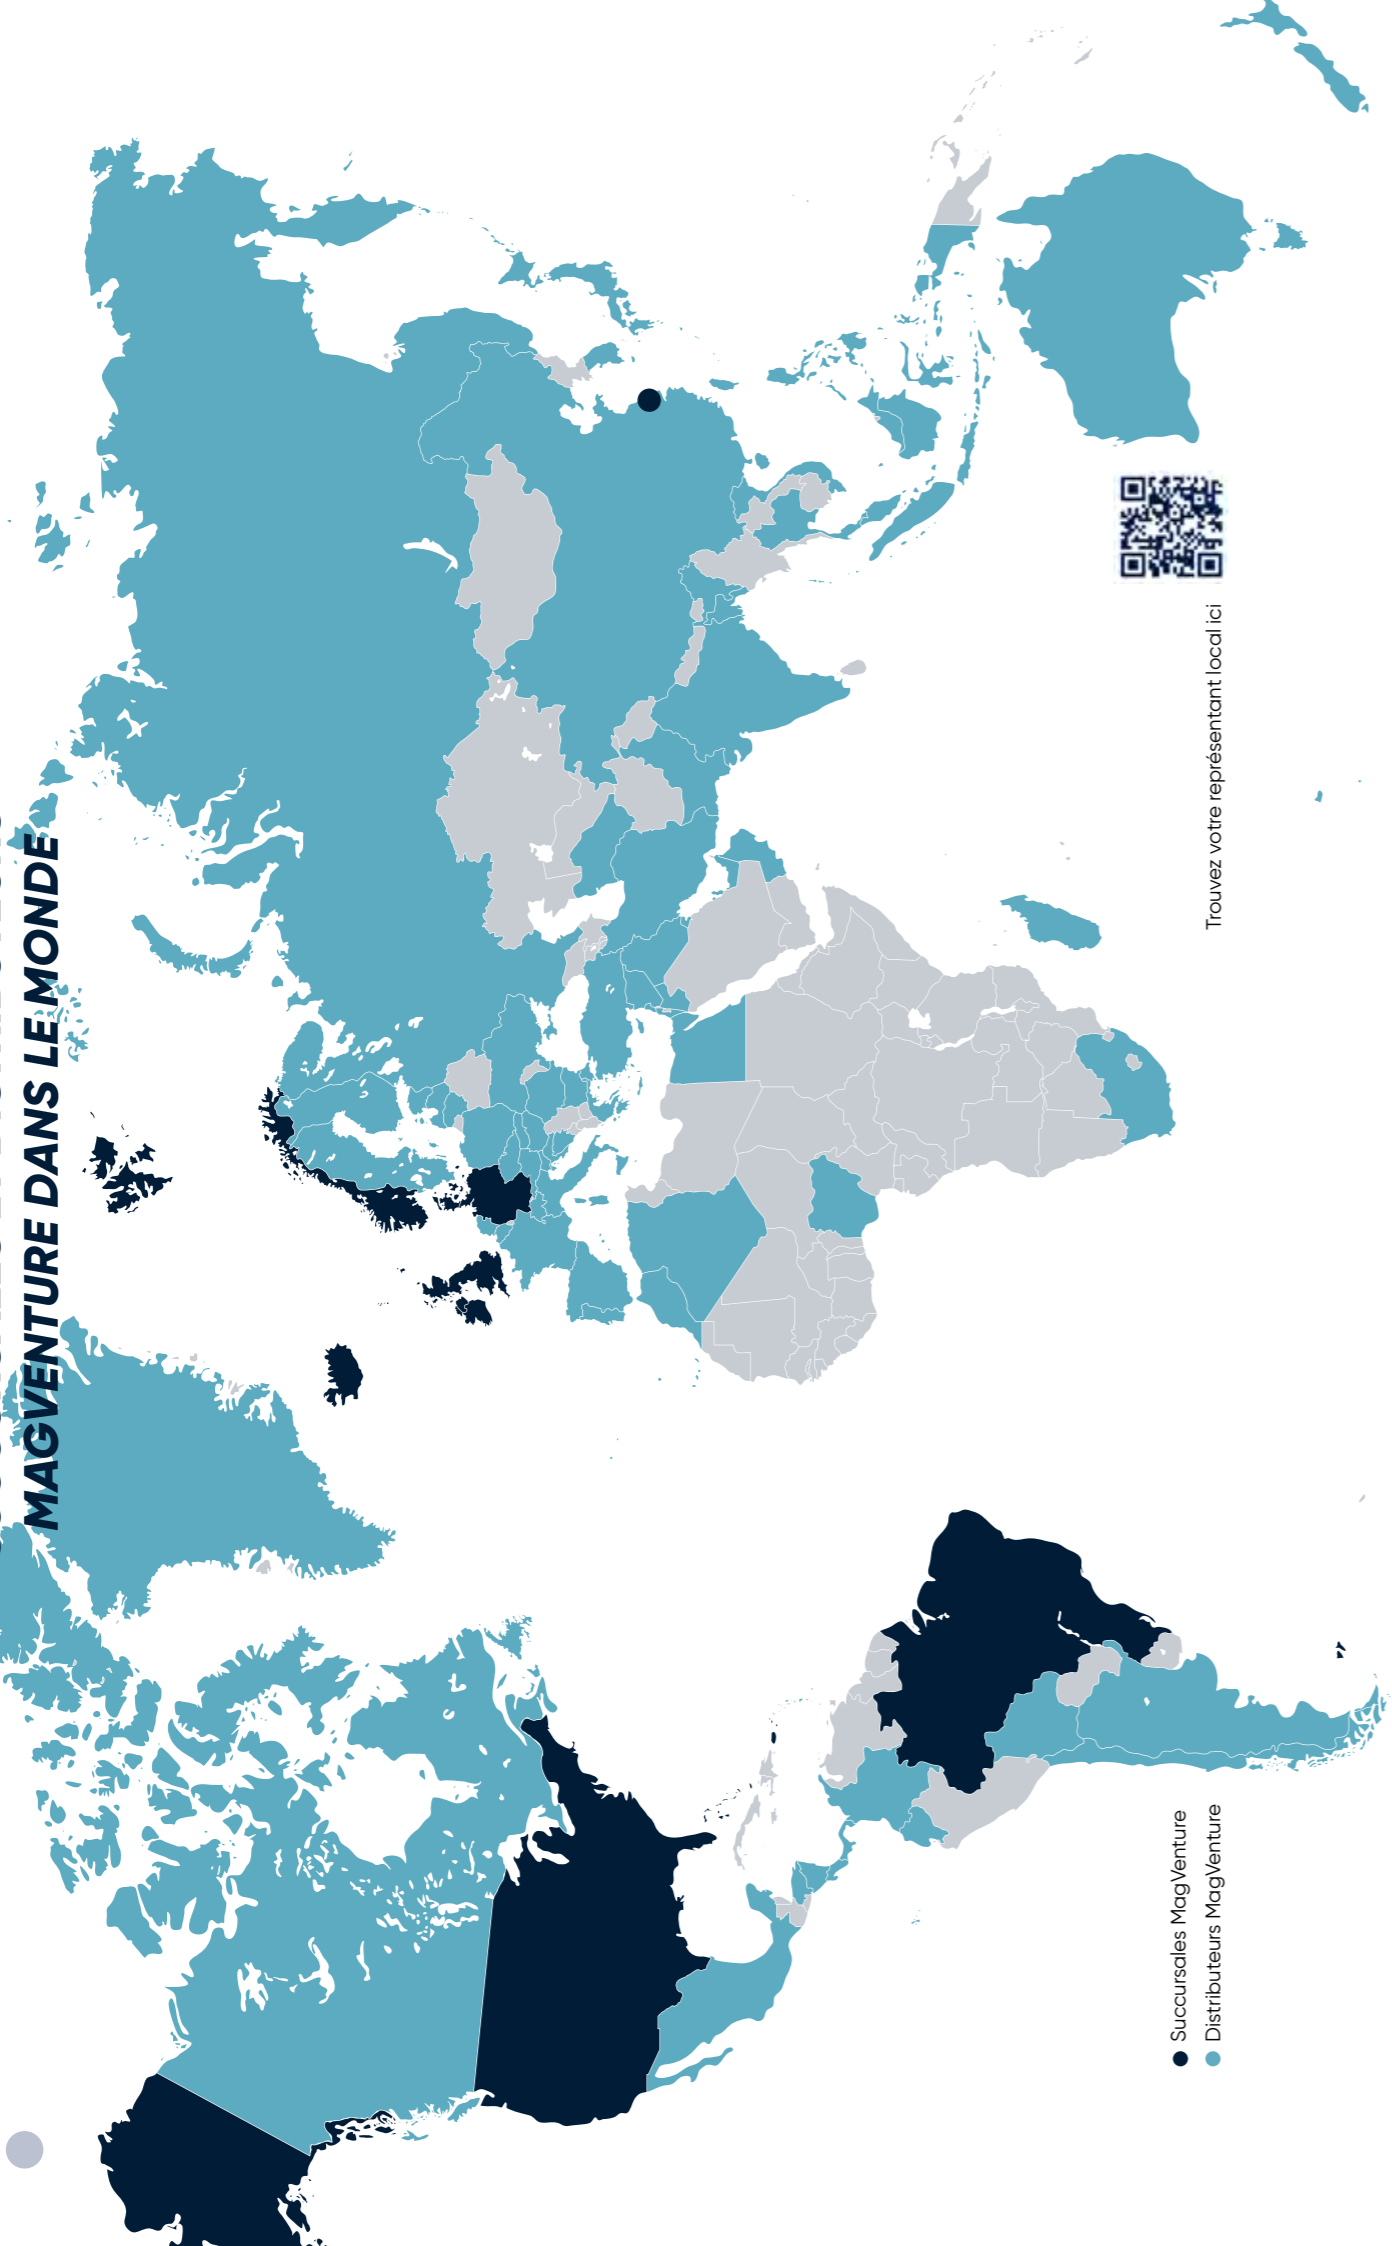 MAGVENTURE DANS LE MONDE
Succursales MagVenture
Distributeurs MagVenture
Trouvez votre représentant local ici